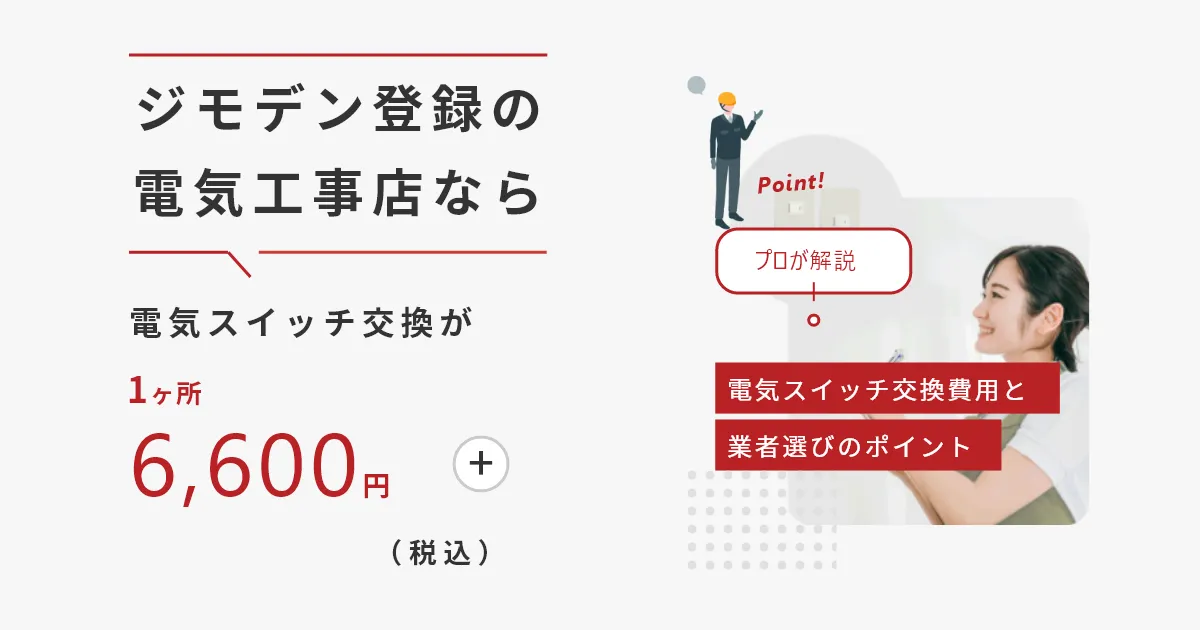 ジモデン登録の
電気工事店なら
電気スイッチ交換が
1ヶ所
6,600円
+
（税込）
Point!
プロが解説
電気スイッチ交換費用と
業者選びのポイント